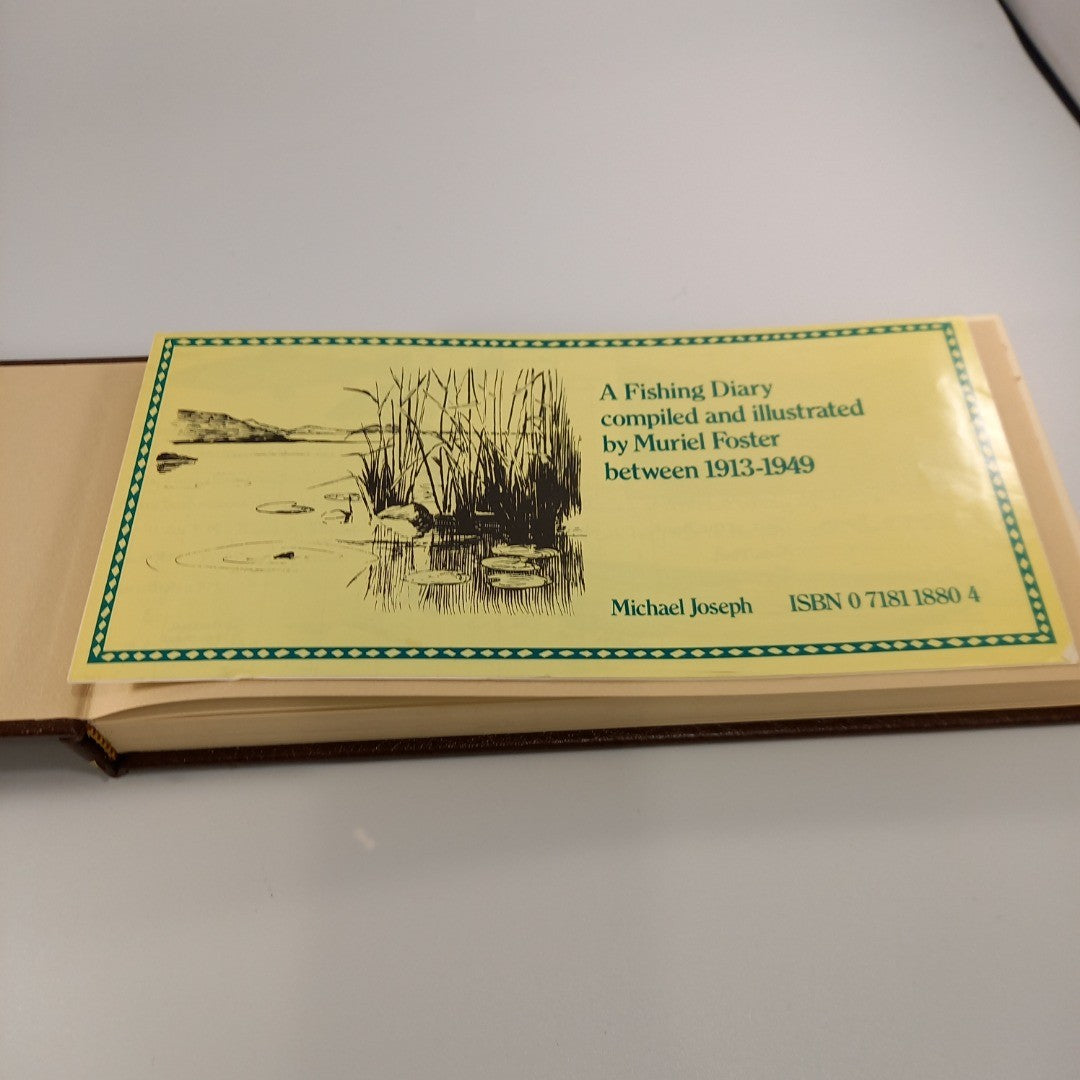 A Fishing Diary
compiled and illustrated
by Muriel Foster
between 1913-1949
Michael Joseph ISBN 0 7181 1880 4